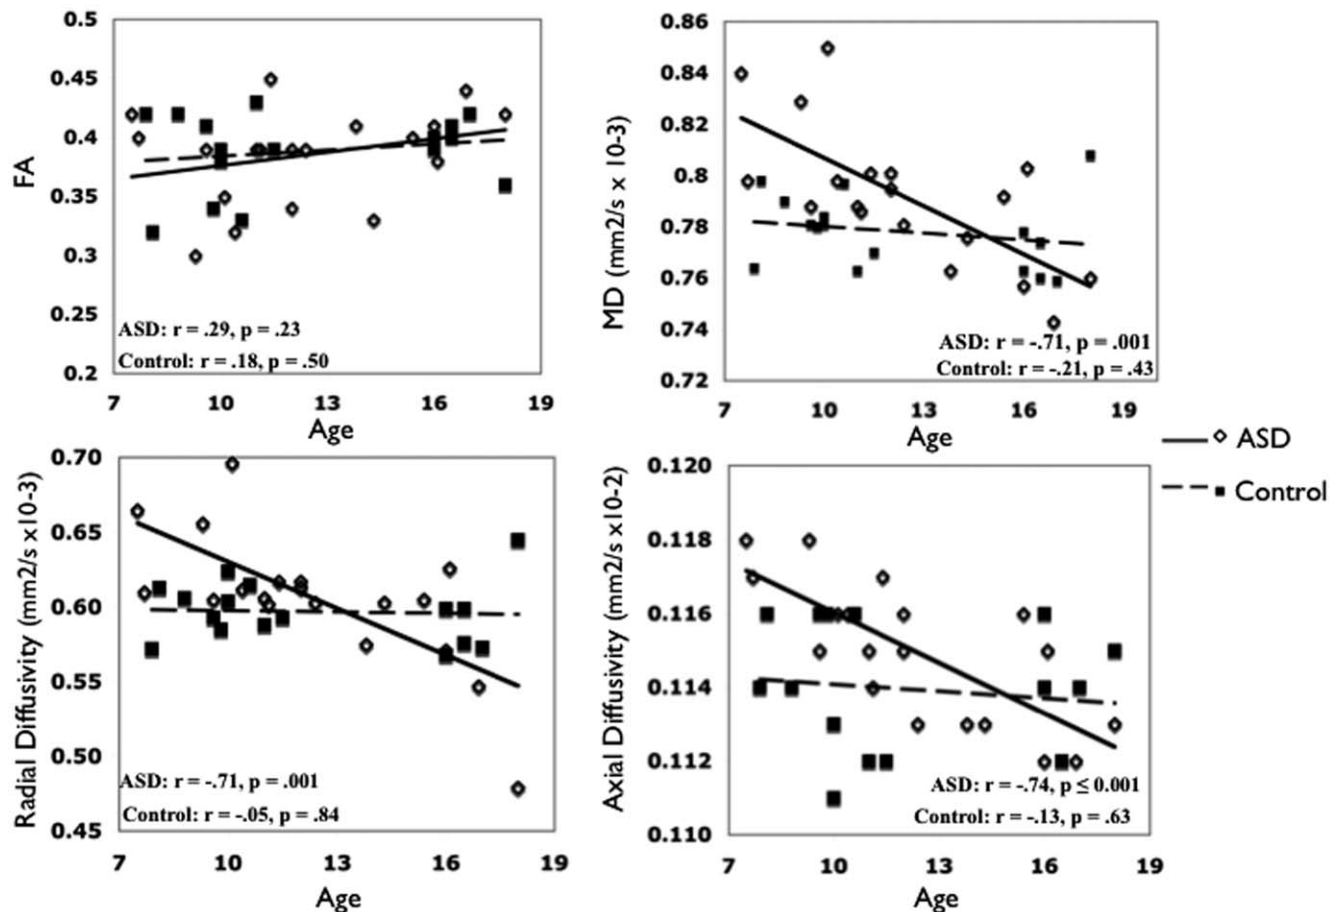 0.5
0.45
0.4
0.35
0.3
0.25
0.2
FA
ASD: r = .29, p = .23
Control: r = .18, p = .50
7 10 13 16 19
Age
0.86
0.84
0.82
0.8
0.78
0.76
0.74
0.72
MD (mm2/s x 10-3)
ASD: r = -.71, p = .001
Control: r = -.21, p = .43
7 10 13 16 19
Age
ASD
Control
0.70
0.65
0.60
0.55
0.50
0.45
Radial Diffusivity (mm2/s x10-3)
ASD: r = -.71, p = .001
Control: r = -.05, p = .84
7 10 13 16 19
Age
0.120
0.118
0.116
0.114
0.112
0.110
Axial Diffusivity (mm2/s x10-2)
ASD: r = -.74, p ≤ 0.001
Control: r = -.13, p = .63
7 10 13 16 19
Age